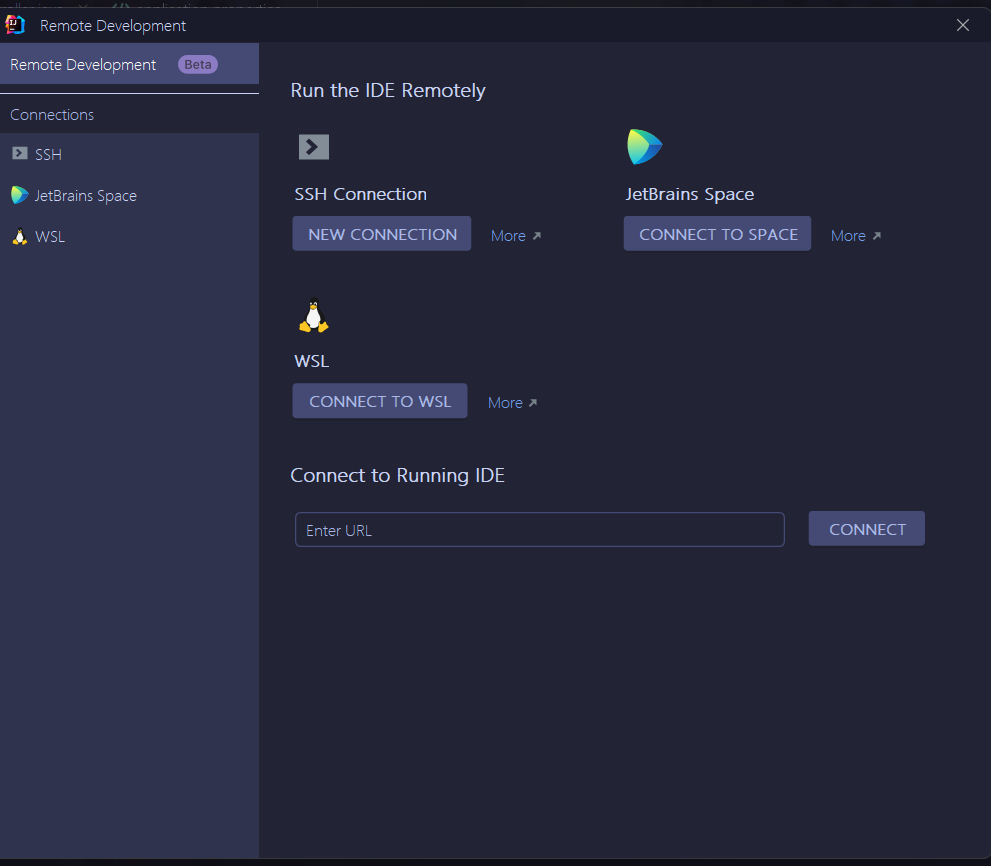 Remote Development
Remote Development Beta
Connections
SSH
JetBrains Space
WSL
Run the IDE Remotely
SSH Connection
NEW CONNECTION More
JetBrains Space
CONNECT TO SPACE More
WSL
CONNECT TO WSL More
Connect to Running IDE
Enter URL CONNECT